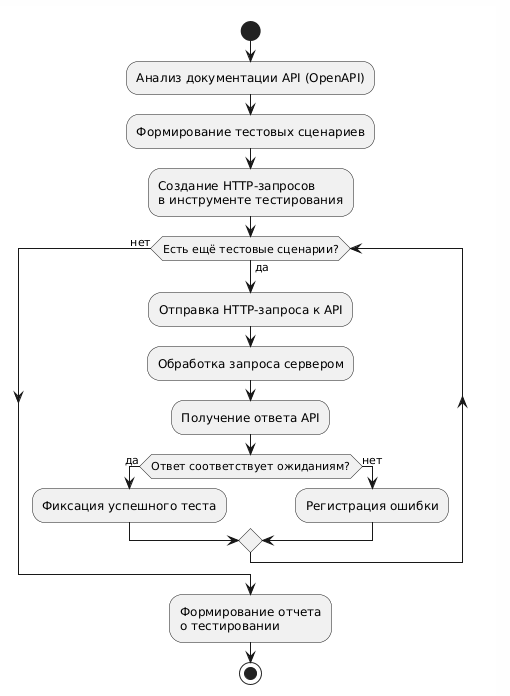 Анализ документации API (OpenAPI)
Формирование тестовых сценариев
Создание HTTP-запросов
в инструменте тестирования
нет
Есть ещё тестовые сценарии?
да
Отправка HTTP-запроса к API
Обработка запроса сервером
Получение ответа API
да
Ответ соответствует ожиданиям?
нет
Фиксация успешного теста
Регистрация ошибки
Формирование отчета
о тестировании